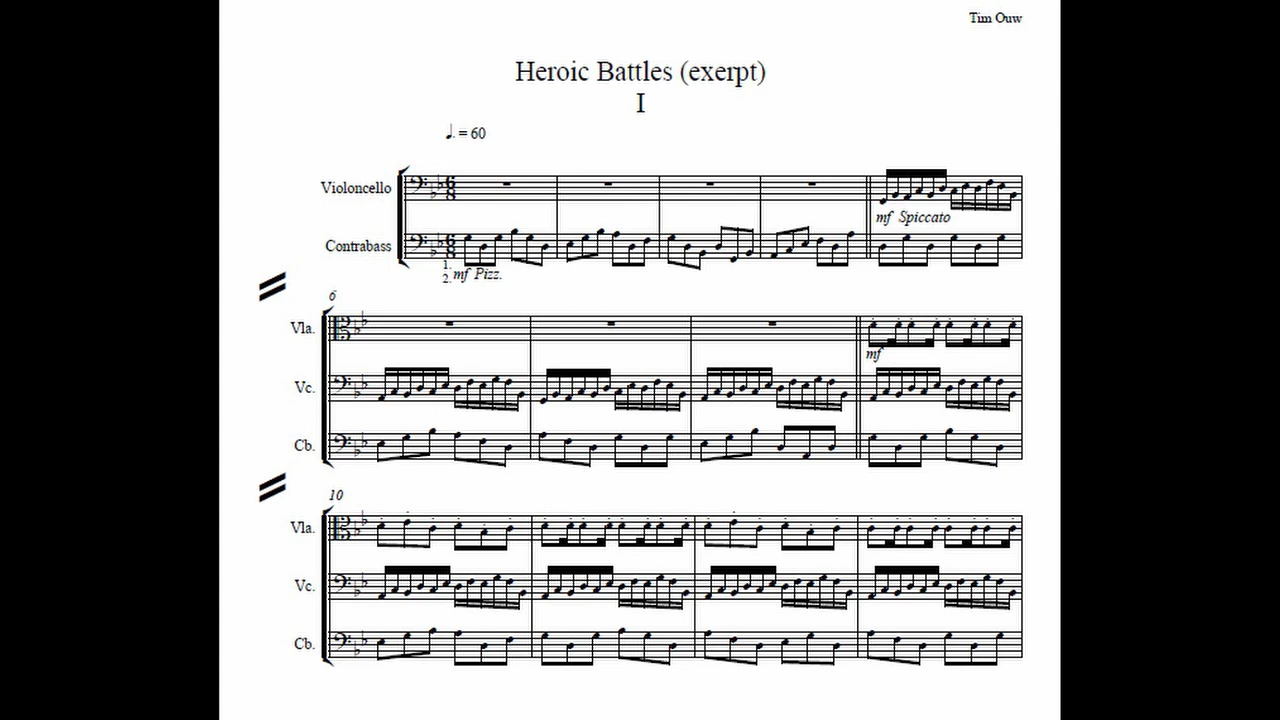 Tim Ouw
Heroic Battles (exerpt)
I
♩. = 60
Violoncello
mf Spiccato
Contrabass
1.
2. mf Pizz.
6
Vla.
mf
Vc.
Cb.
10
Vla.
Vc.
Cb.